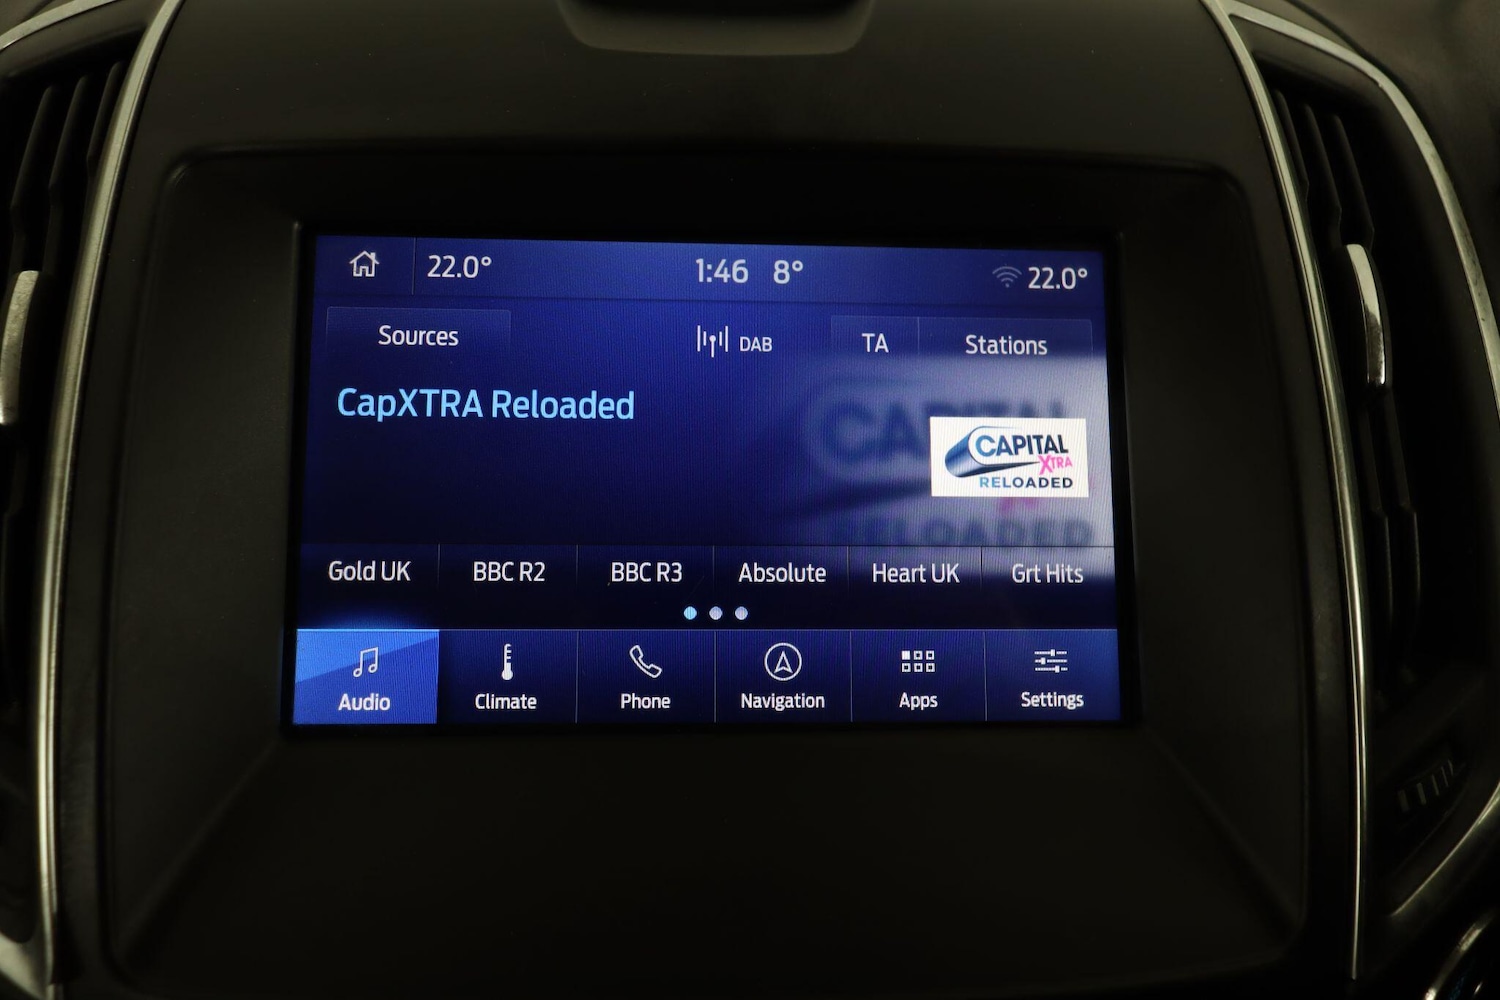 22.0° 1:46 8° 22.0°
Sources DAB TA Stations
CapXTRA Reloaded
CAPITAL
XTRA
RELOADED
Gold UK BBC R2 BBC R3 Absolute Heart UK Grt Hits
Audio Climate Phone Navigation Apps Settings